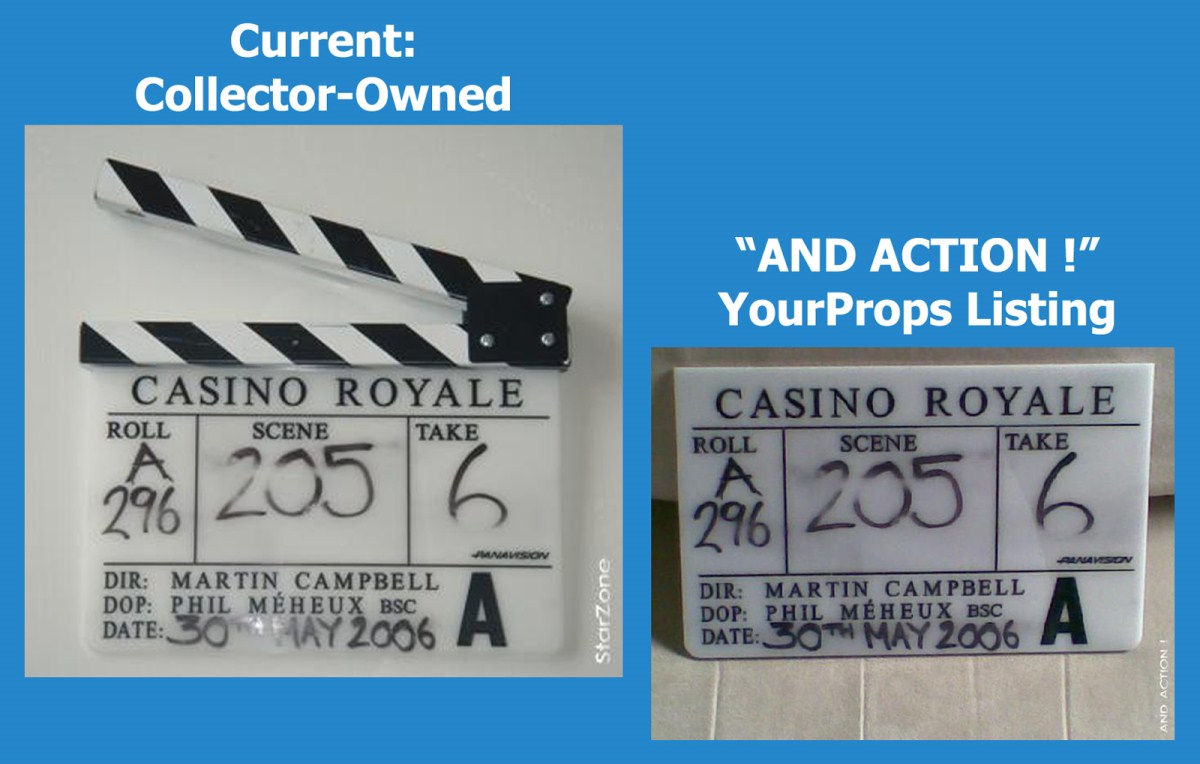 Current:
Collector-Owned
CASINO ROYALE
ROLL SCENE TAKE
A
296 205 6
PANAVISION
DIR: MARTIN CAMPBELL
DOP: PHIL MÉHEUX BSC
DATE: 30TH MAY 2006
A
StarZone
“AND ACTION !”
YourProps Listing
CASINO ROYALE
ROLL SCENE TAKE
A
296 205 6
PANAVISION
DIR: MARTIN CAMPBELL
DOP: PHIL MÉHEUX BSC
DATE: 30TH MAY 2006
A
AND ACTION !